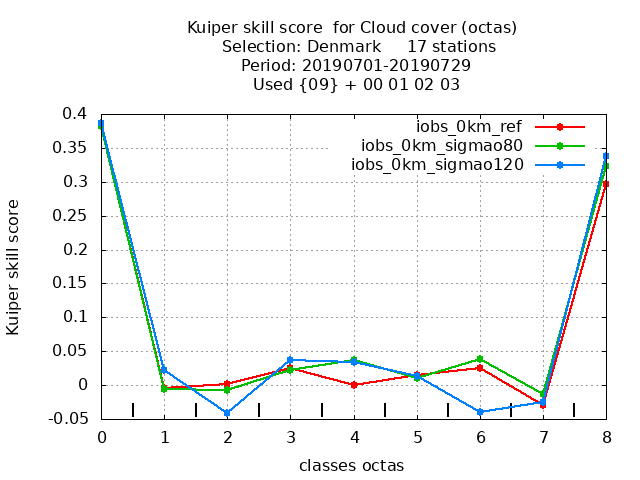 Kuiper skill score  for Cloud cover (octas)
Selection: Denmark     17 stations
Period: 20190701-20190729
Used {09} + 00 01 02 03
iobs_0km_ref
iobs_0km_sigmao80
iobs_0km_sigmao120
Kuiper skill score
0.4
0.35
0.3
0.25
0.2
0.15
0.1
0.05
0
-0.05
0 1 2 3 4 5 6 7 8
classes octas